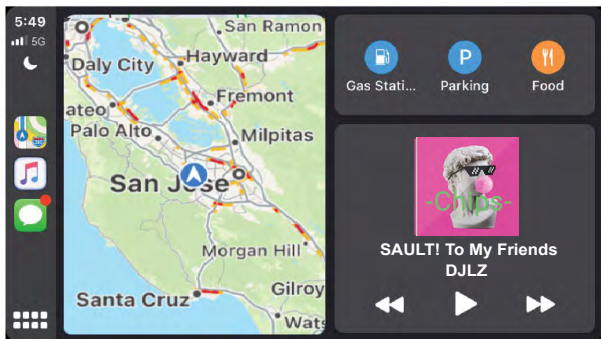 5:49
5G
San Ramon
Hayward
Daly City
Fremont
ateo
Palo Alto
Milpitas
San Jose
Morgan Hill
Gilroy
Santa Cruz
Wats
Gas Stati...
P
Parking
Food
-Chips-
SAULT! To My Friends
DJLZ